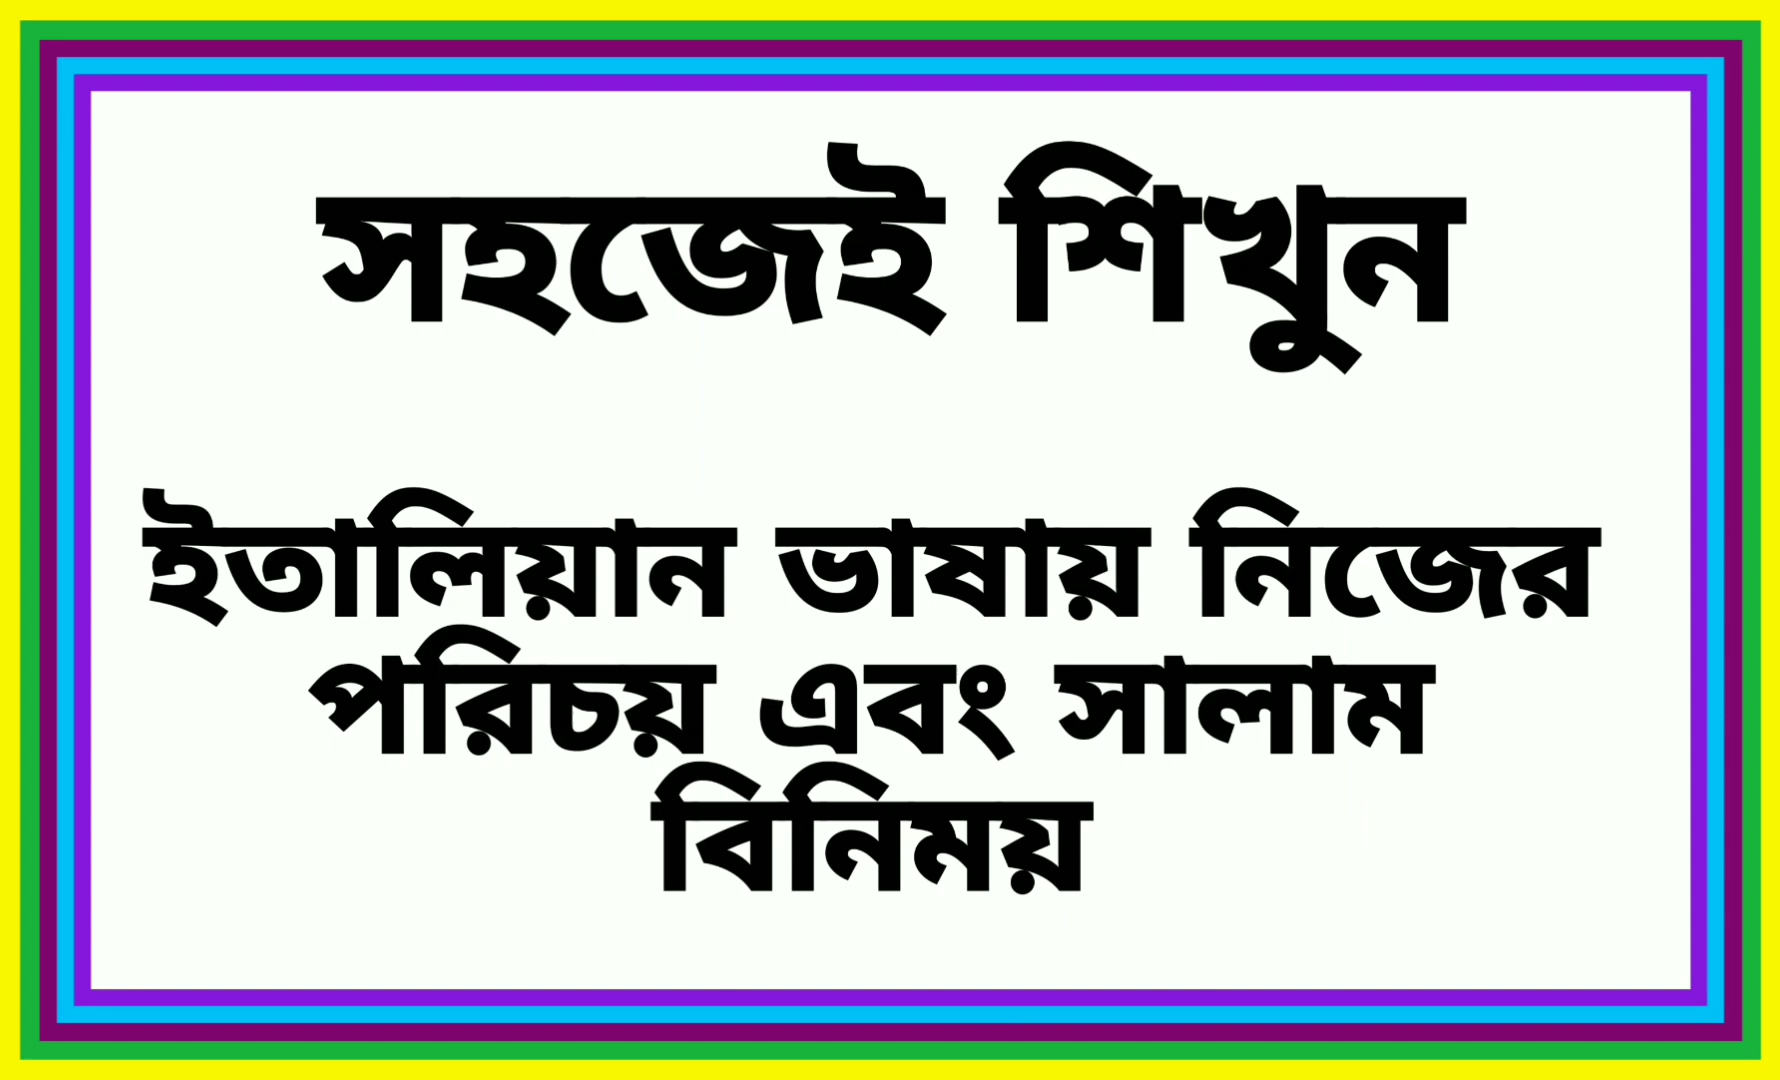 সহজেই শিখুন
ইতালিয়ান ভাষায় নিজের
পরিচয় এবং সালাম
বিনিময়